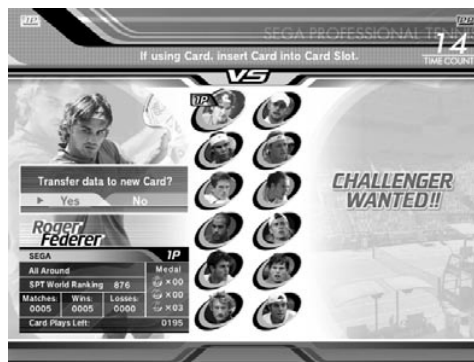 SEGA PROFESSIONAL TENNIS
14
TIME COUNT
If using Card, insert Card into Card Slot.
VS
1P
Transfer data to new Card?
Yes No
CHALLENGER
WANTED!!
Roger
Federer
SEGA 1P
All Around Medal
SPT World Ranking 876 ×00
Matches: Wins: Losses: ×00
0005 0005 0000 ×03
Card Plays Left: 0195